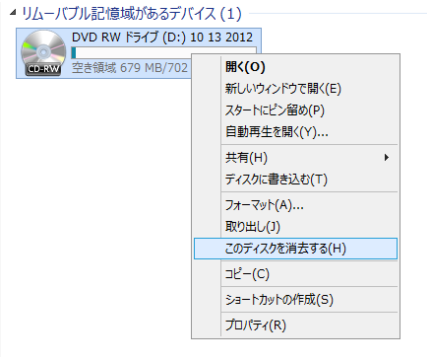 リムーバブル記憶域があるデバイス (1)
DVD RW ドライブ (D:) 10 13 2012
CD-RW
空き領域 679 MB/702
開く(O)
新しいウィンドウで開く(E)
スタートにピン留め(P)
自動再生を開く(Y)...
共有(H)
ディスクに書き込む(T)
フォーマット(A)...
取り出し(J)
このディスクを消去する(H)
コピー(C)
ショートカットの作成(S)
プロパティ(R)